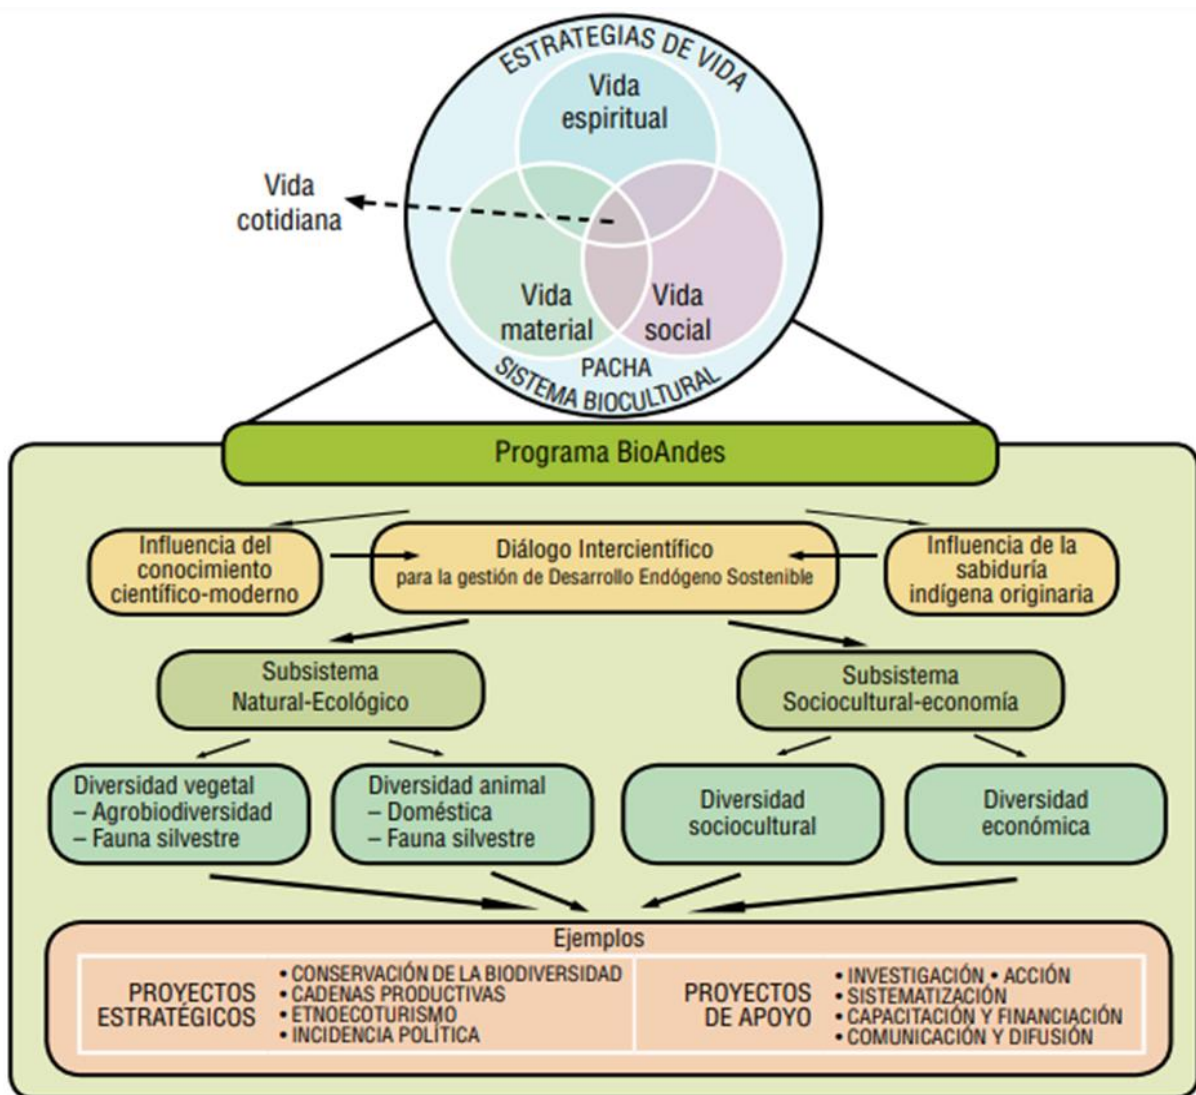 ESTRATEGIAS DE VIDA
Vida
espiritual
Vida
cotidiana
Vida
material
Vida
social
PACHA
SISTEMA BIOCULTURAL
Programa BioAndes
Influencia del
conocimiento
científico-moderno
Diálogo Intercientífico
para la gestión de Desarrollo Endógeno Sostenible
Influencia de la
sabiduría
indígena originaria
Subsistema
Natural-Ecológico
Subsistema
Sociocultural-economía
Diversidad vegetal
– Agrobiodiversidad
– Fauna silvestre
Diversidad animal
– Doméstica
– Fauna silvestre
Diversidad
sociocultural
Diversidad
económica
Ejemplos
PROYECTOS
ESTRATÉGICOS
• CONSERVACIÓN DE LA BIODIVERSIDAD
• CADENAS PRODUCTIVAS
• ETNOECOTURISMO
• INCIDENCIA POLÍTICA
PROYECTOS
DE APOYO
• INVESTIGACIÓN • ACCIÓN
• SISTEMATIZACIÓN
• CAPACITACIÓN Y FINANCIACIÓN
• COMUNICACIÓN Y DIFUSIÓN